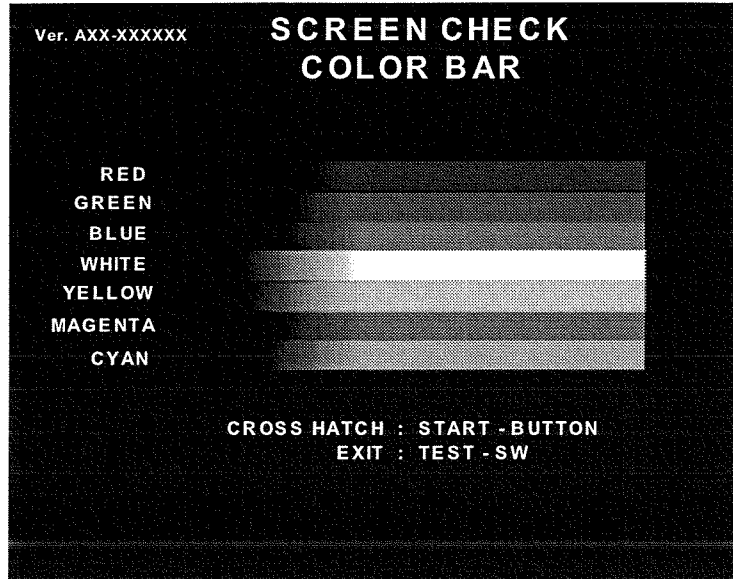 Ver. AXX-XXXXXX
SCREEN CHECK
COLOR BAR
RED
GREEN
BLUE
WHITE
YELLOW
MAGENTA
CYAN
CROSS HATCH : START - BUTTON
EXIT : TEST - SW